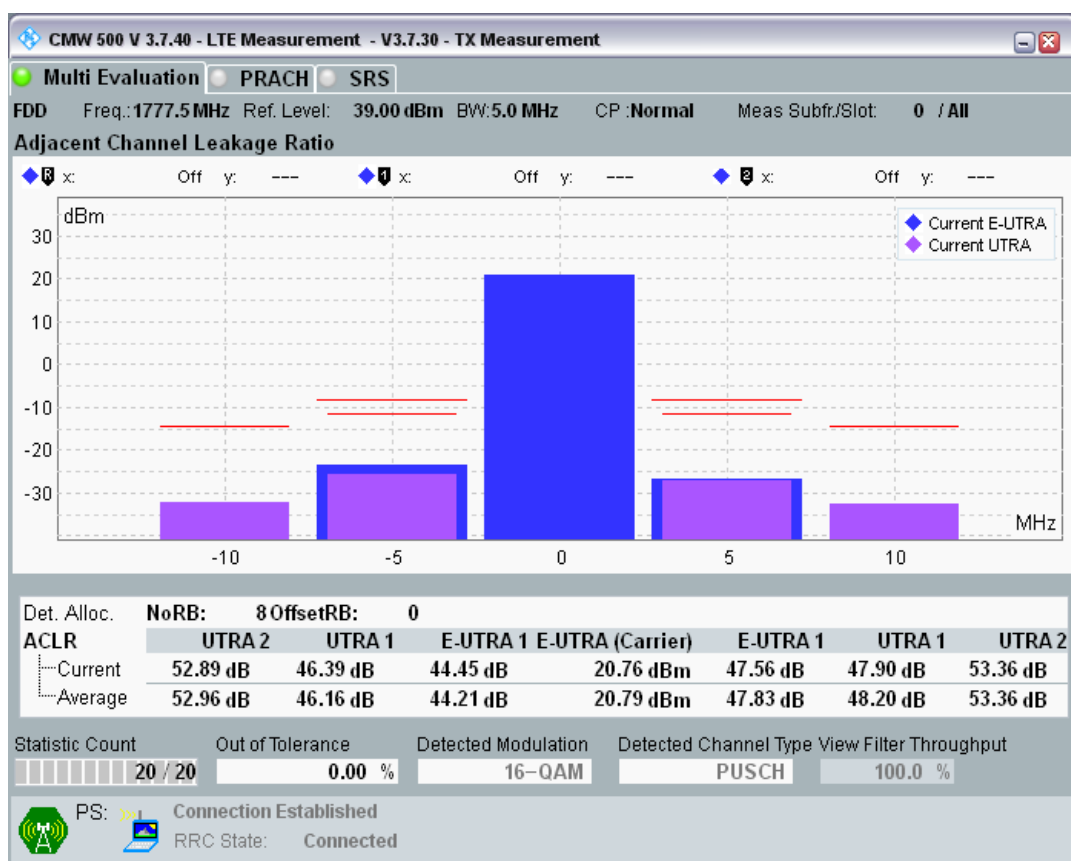 CMW 500 V 3.7.40 - LTE Measurement - V3.7.30 - TX Measurement
Multi Evaluation PRACH SRS
FDD Freq.: 1777.5 MHz Ref. Level: 39.00 dBm BW: 5.0 MHz CP : Normal Meas Subfr./Slot: 0 / All
Adjacent Channel Leakage Ratio
R x: Off y: --- 1 x: Off y: --- 2 x: Off y: ---
dBm
Current E-UTRA
Current UTRA
30
20
10
0
-10
-20
-30
MHz
-10 -5 0 5 10
Det. Alloc. NoRB: 8 OffsetRB: 0
ACLR UTRA 2 UTRA 1 E-UTRA 1 E-UTRA (Carrier) E-UTRA 1 UTRA 1 UTRA 2
Current 52.89 dB 46.39 dB 44.45 dB 20.76 dBm 47.56 dB 47.90 dB 53.36 dB
Average 52.96 dB 46.16 dB 44.21 dB 20.79 dBm 47.83 dB 48.20 dB 53.36 dB
Statistic Count Out of Tolerance Detected Modulation Detected Channel Type View Filter Throughput
20 / 20 0.00 % 16-QAM PUSCH 100.0 %
PS: Connection Established
RRC State: Connected